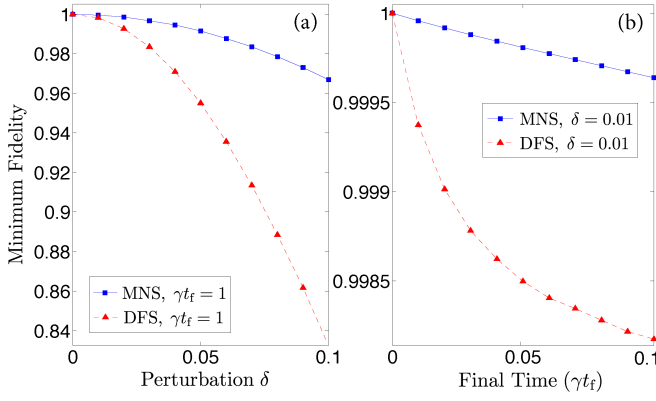 (a)
1
0.98
0.96
0.94
0.92
0.9
0.88
0.86
0.84
Minimum Fidelity
MNS, γt_f = 1
DFS, γt_f = 1
0
0.05
0.1
Perturbation δ
(b)
1
0.9995
0.999
0.9985
MNS, δ = 0.01
DFS, δ = 0.01
0
0.05
0.1
Final Time (γt_f)